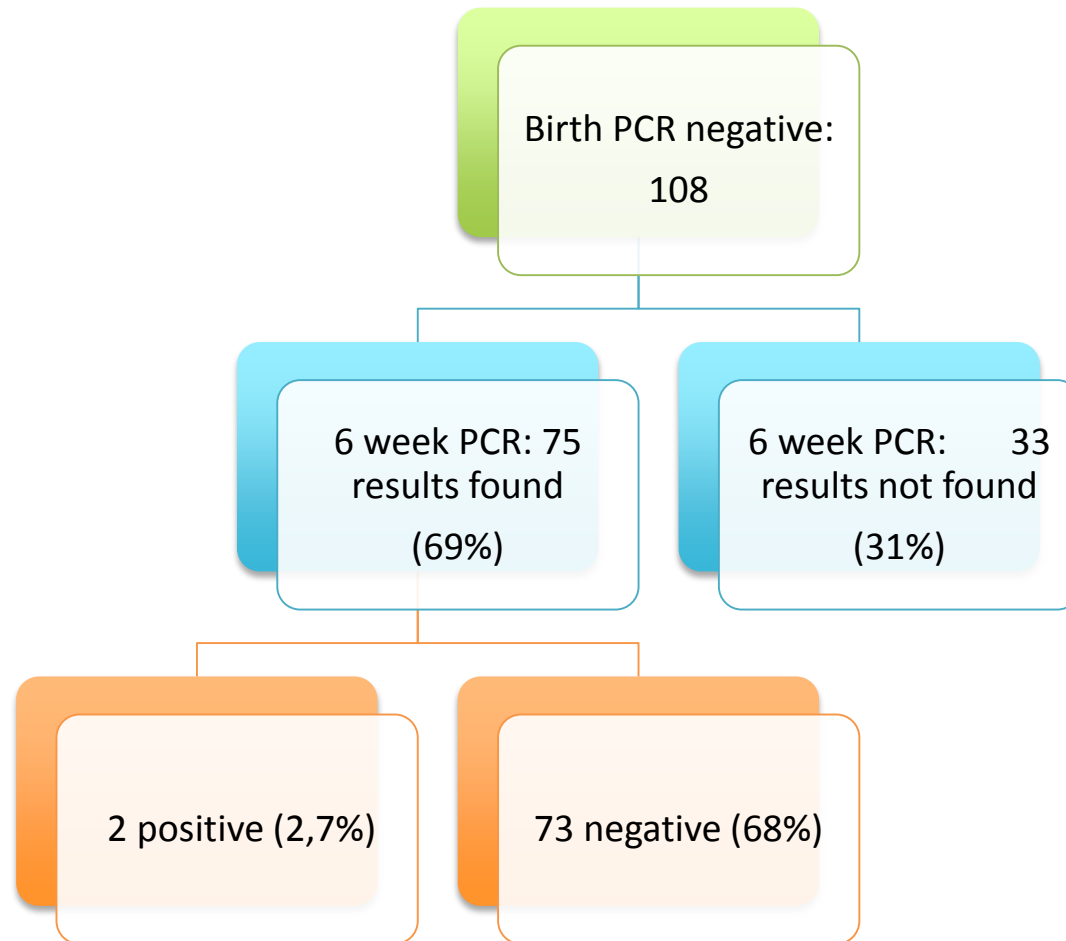 Birth PCR negative:
108
6 week PCR: 75
results found
(69%)
6 week PCR: 33
results not found
(31%)
2 positive (2,7%)
73 negative (68%)